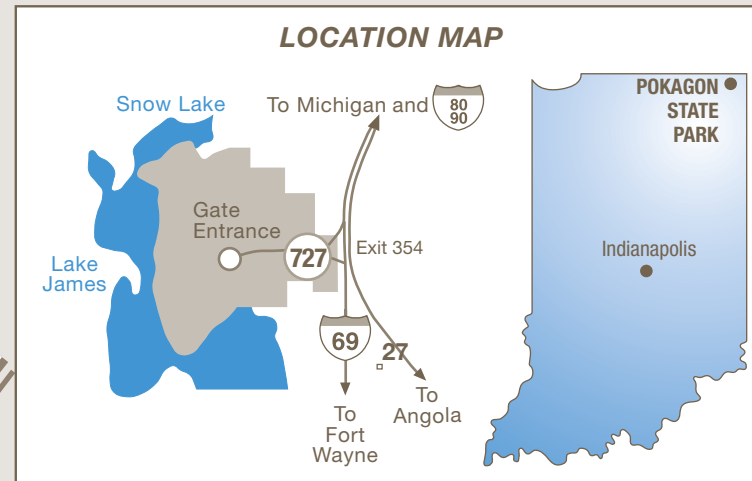 LOCATION MAP
Snow Lake
To Michigan and
80
90
POKAGON
STATE
PARK
Gate
Entrance
727
Exit 354
Lake
James
Indianapolis
69
27
To
Angola
To
Fort
Wayne